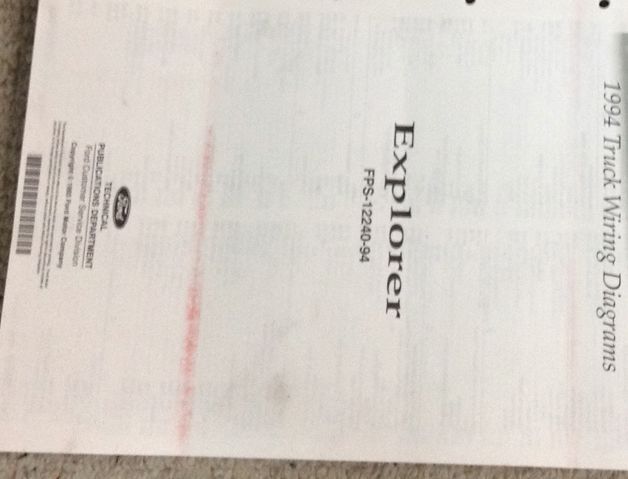 1994 Truck Wiring Diagrams
Explorer
FPS-12240-94
Ford
TECHNICAL
PUBLICATIONS DEPARTMENT
Ford Customer Service Division
Copyright © 1993 Ford Motor Company